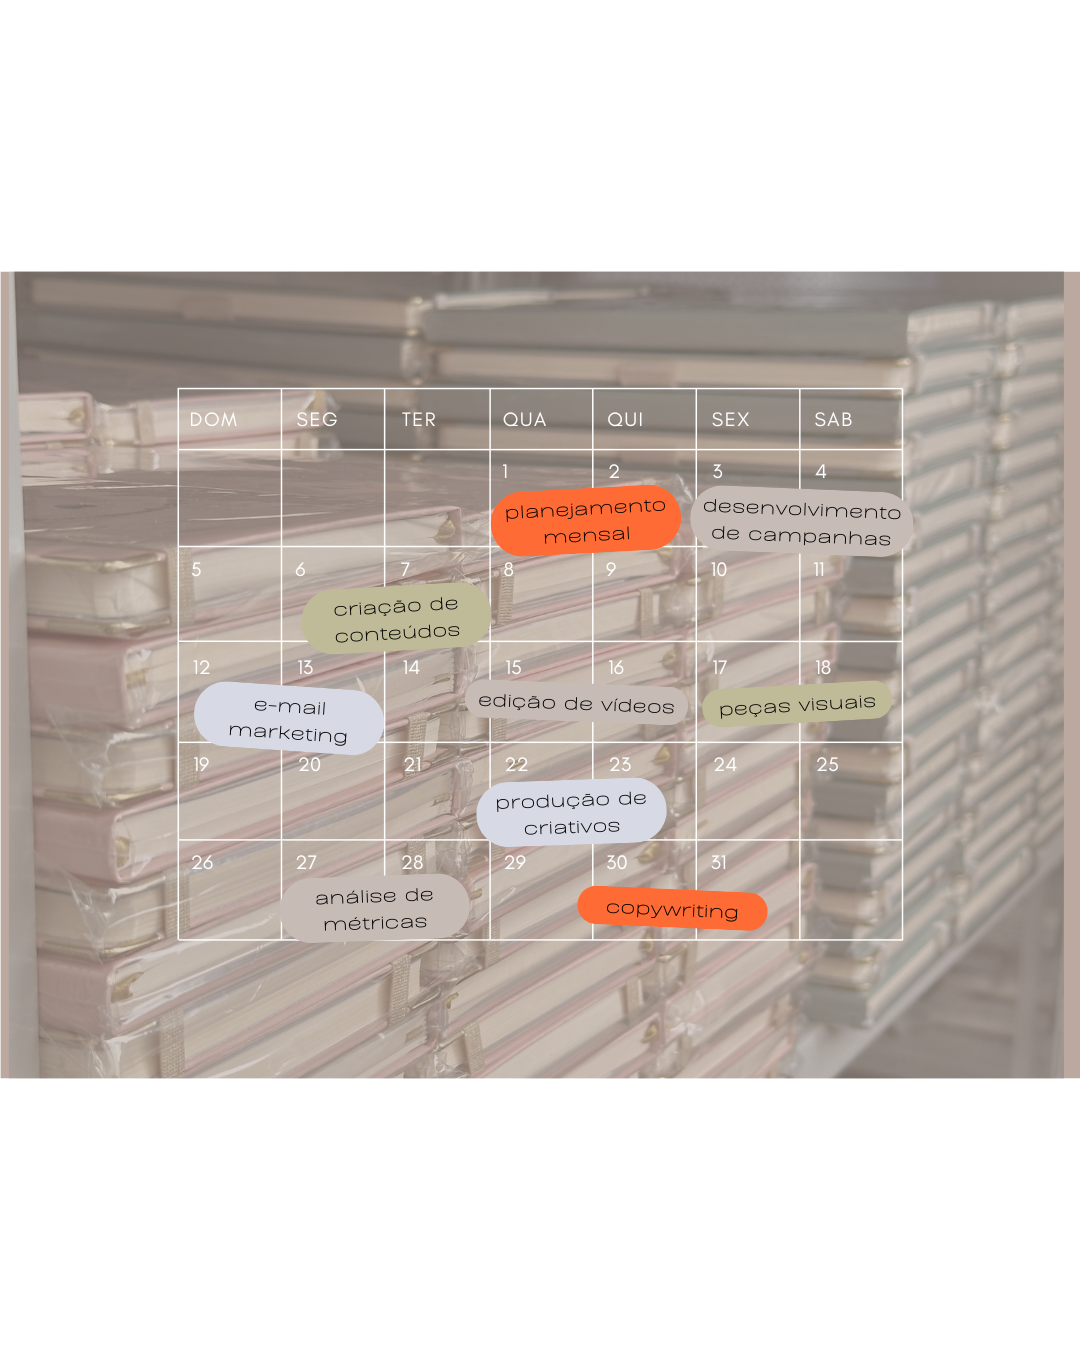 DOM SEG TER QUA QUI SEX SAB
1 2 3 4
planejamento
mensal
desenvolvimento
de campanhas
5 6 7 8 9 10 11
criação de
conteúdos
12 13 14 15 16 17 18
e-mail
marketing
edição de vídeos
peças visuais
19 20 21 22 23 24 25
produção de
criativos
26 27 28 29 30 31
análise de
métricas
copywriting